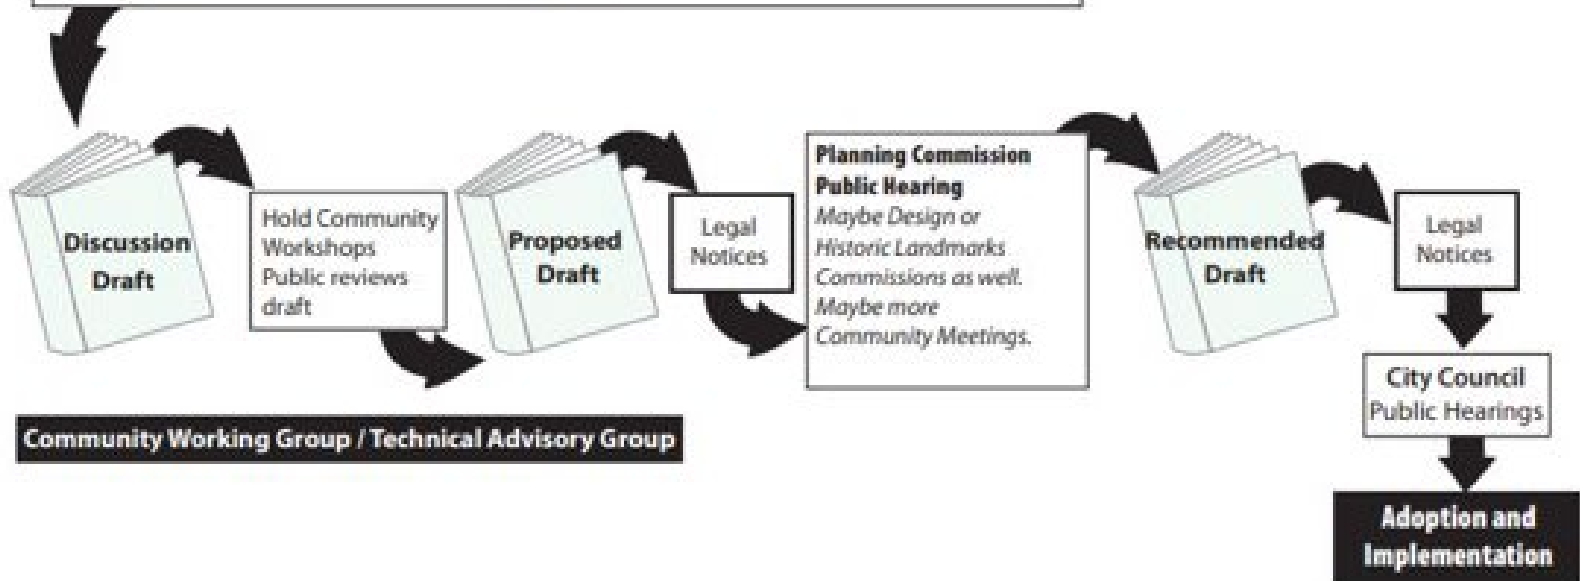 Discussion
Draft
Hold Community
Workshops
Public reviews
draft
Proposed
Draft
Legal
Notices
Planning Commission
Public Hearing
Maybe Design or
Historic Landmarks
Commissions as well.
Maybe more
Community Meetings.
Recommended
Draft
Legal
Notices
City Council
Public Hearings
Adoption and
Implementation
Community Working Group / Technical Advisory Group